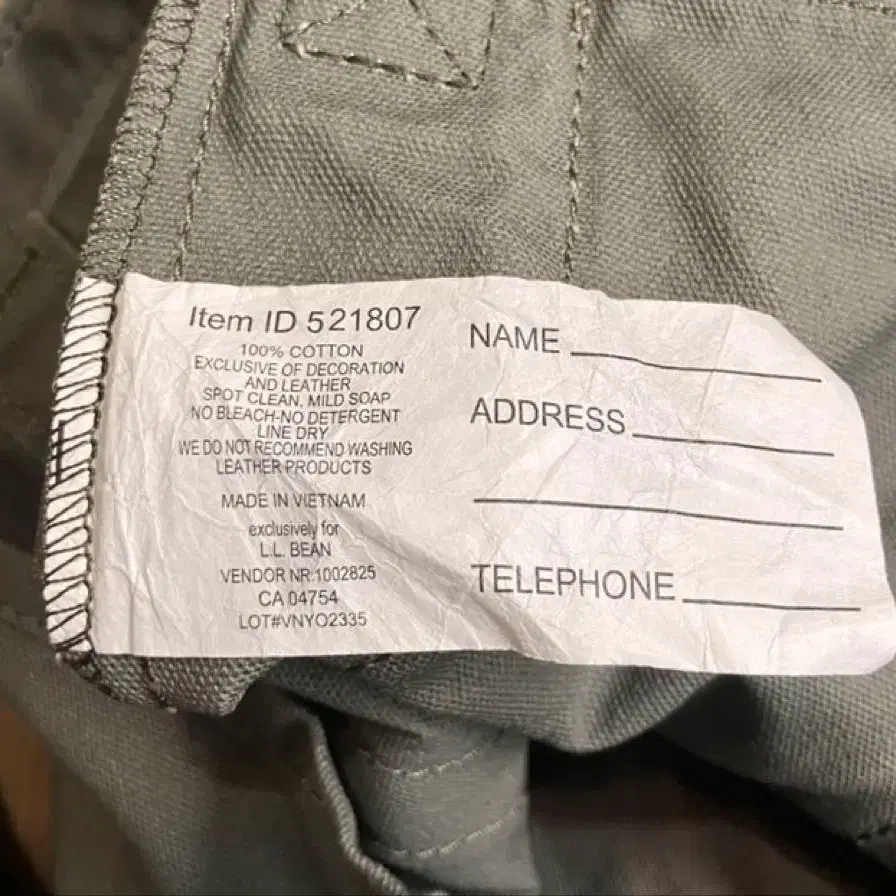 Item ID 521807
100% COTTON
EXCLUSIVE OF DECORATION
AND LEATHER
SPOT CLEAN, MILD SOAP
NO BLEACH-NO DETERGENT
LINE DRY
WE DO NOT RECOMMEND WASHING
LEATHER PRODUCTS
MADE IN VIETNAM
exclusively for
L.L. BEAN
VENDOR NR:1002825
CA 04754
LOT#VNYO2335
NAME
ADDRESS
TELEPHONE